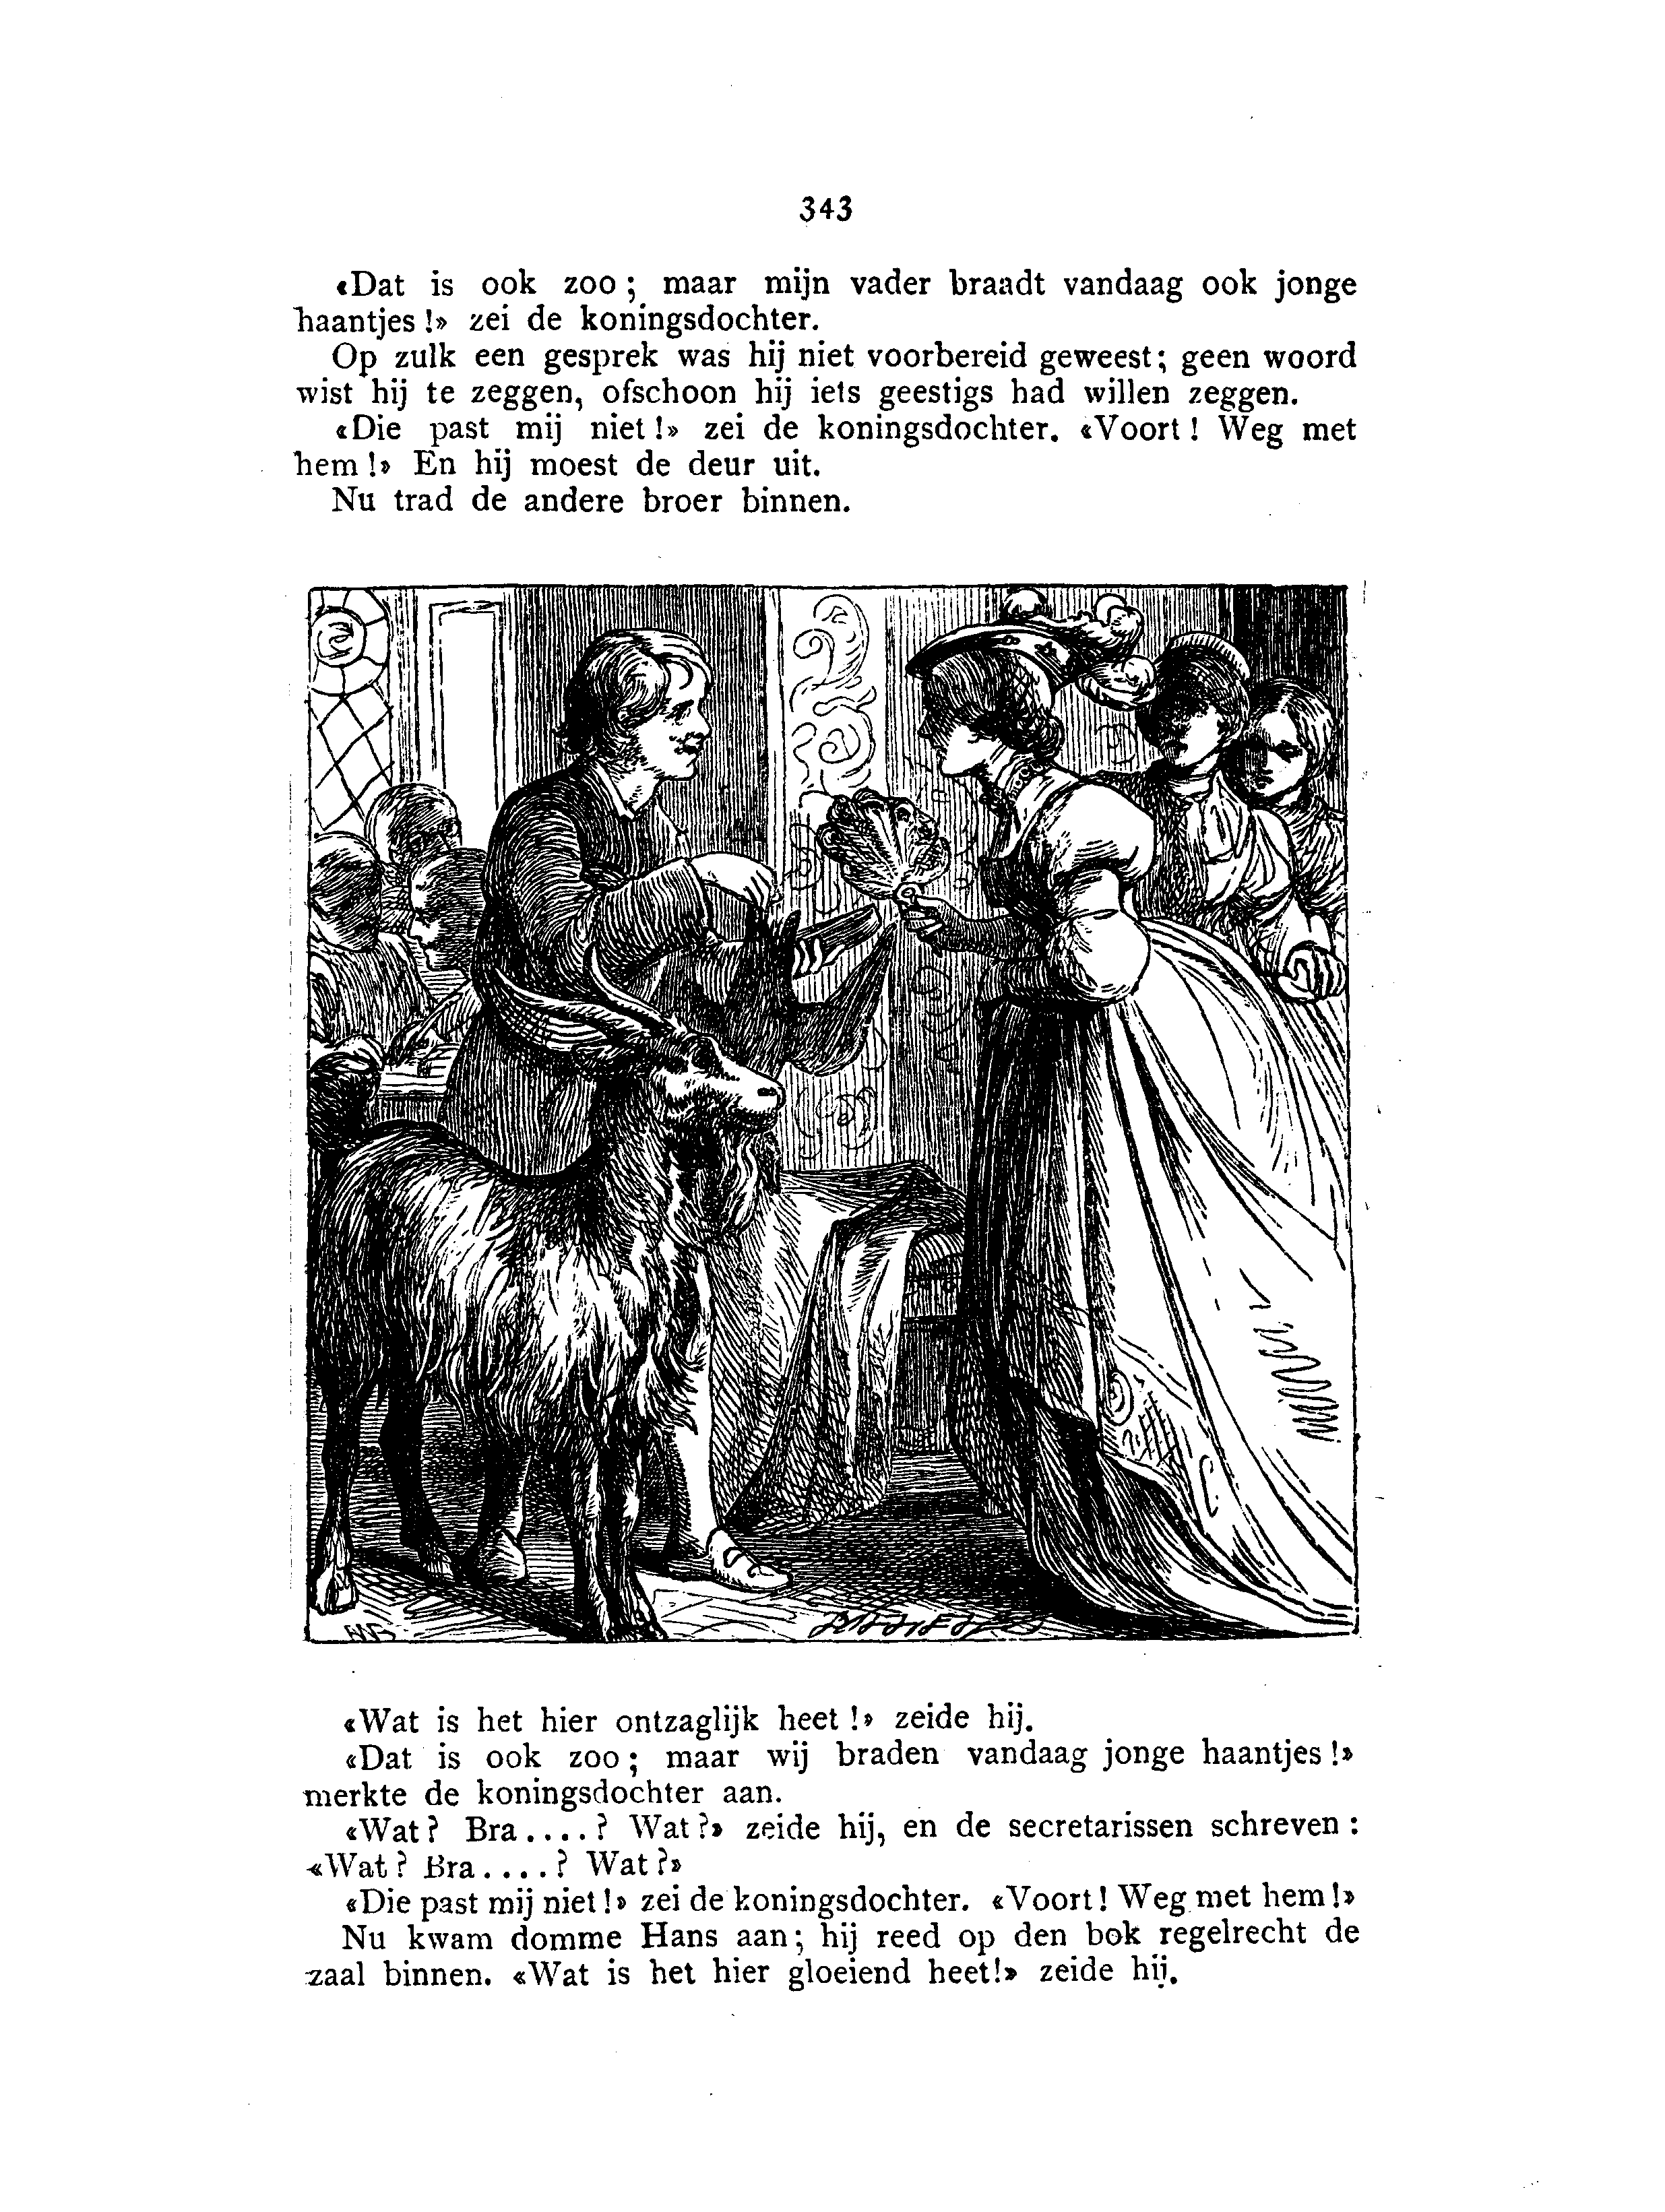 343
«Dat is ook zoo; maar mijn vader braadt vandaag ook jonge
haantjes!» zei de koningsdochter.
Op zulk een gesprek was hij niet voorbereid geweest; geen woord
wist hij te zeggen, ofschoon hij iets geestigs had willen zeggen.
«Die past mij niet!» zei de koningsdochter. «Voort! Weg met
hem!» En hij moest de deur uit.
Nu trad de andere broer binnen.
«Wat is het hier ontzaglijk heet!» zeide hij.
«Dat is ook zoo; maar wij braden vandaag jonge haantjes!»
merkte de koningsdochter aan.
«Wat? Bra....? Wat?» zeide hij, en de secretarissen schreven:
«Wat? Bra....? Wat?»
«Die past mij niet!» zei de koningsdochter. «Voort! Weg met hem!»
Nu kwam domme Hans aan; hij reed op den bok regelrecht de
zaal binnen. «Wat is het hier gloeiend heet!» zeide hij.